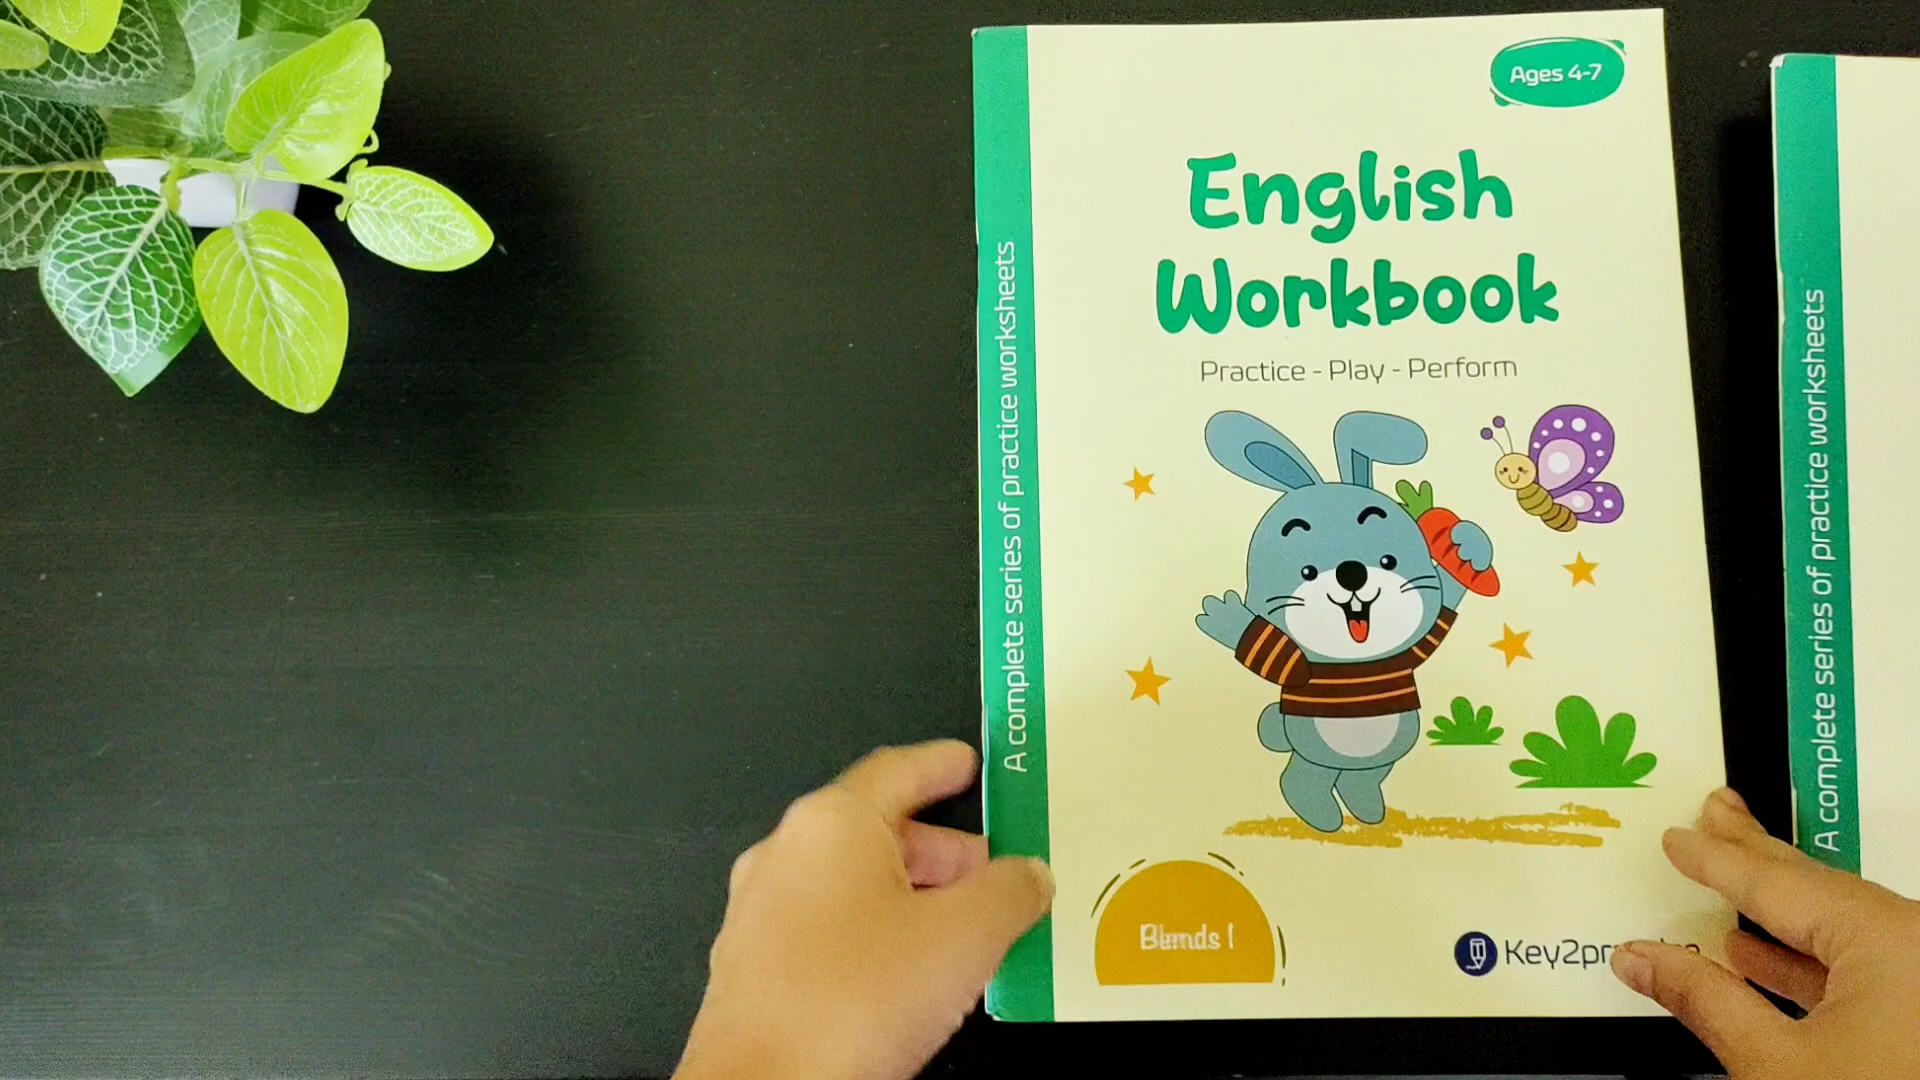 Ages 4-7
English
Workbook
Practice - Play - Perform
A complete series of practice worksheets
Blends 1
A complete series of practice worksheets